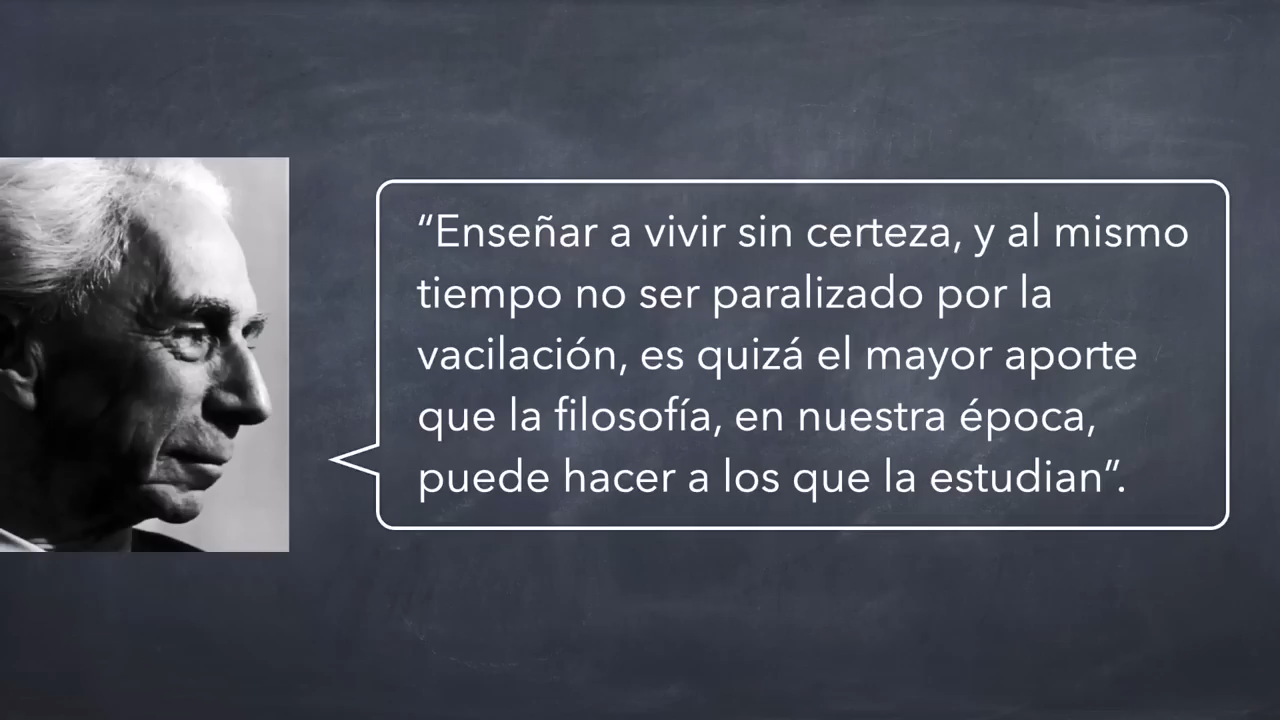 “Enseñar a vivir sin certeza, y al mismo
tiempo no ser paralizado por la
vacilación, es quizá el mayor aporte
que la filosofía, en nuestra época,
puede hacer a los que la estudian”.